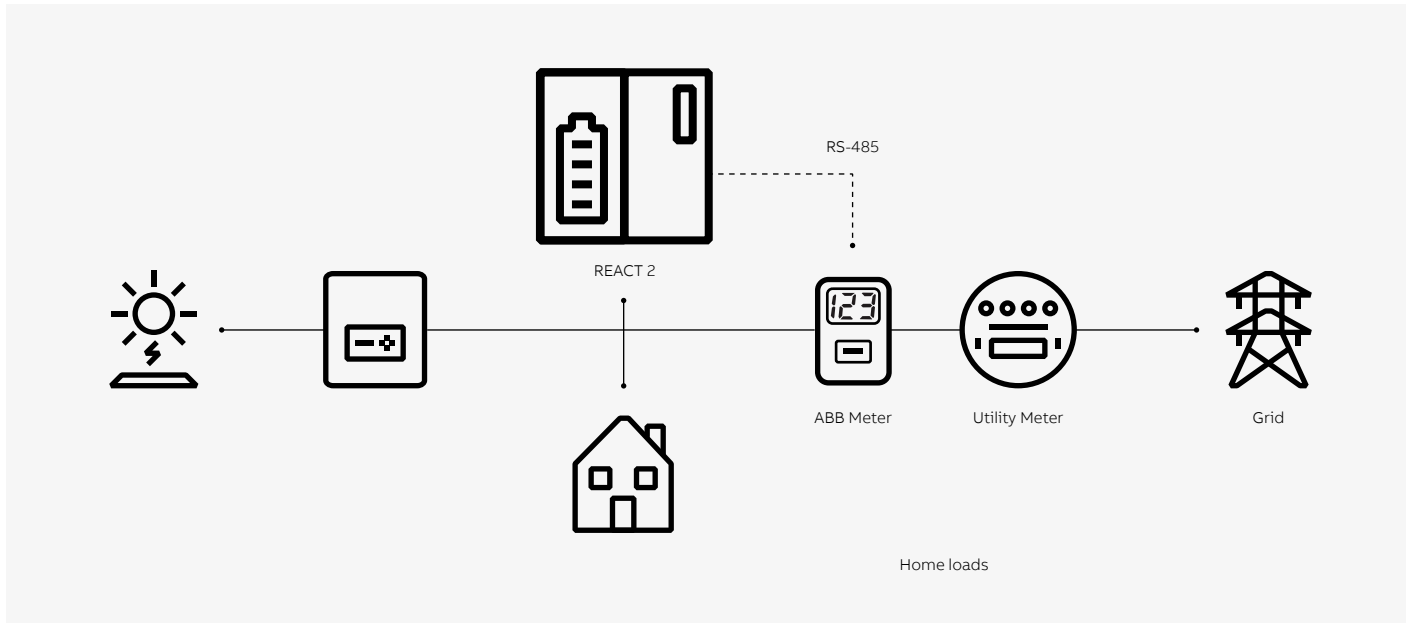 RS-485
REACT 2
123
ABB Meter
Utility Meter
Grid
Home loads